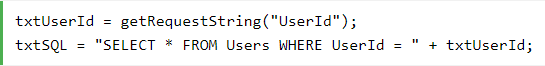 txtUserId = getRequestString("UserId");
txtSQL = "SELECT * FROM Users WHERE UserId = " + txtUserId;